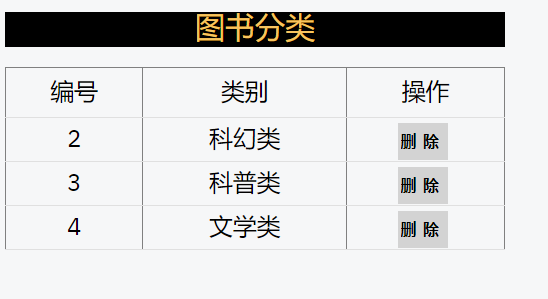 图书分类
编号 类别 操作
2 科幻类 删 除
3 科普类 删 除
4 文学类 删 除